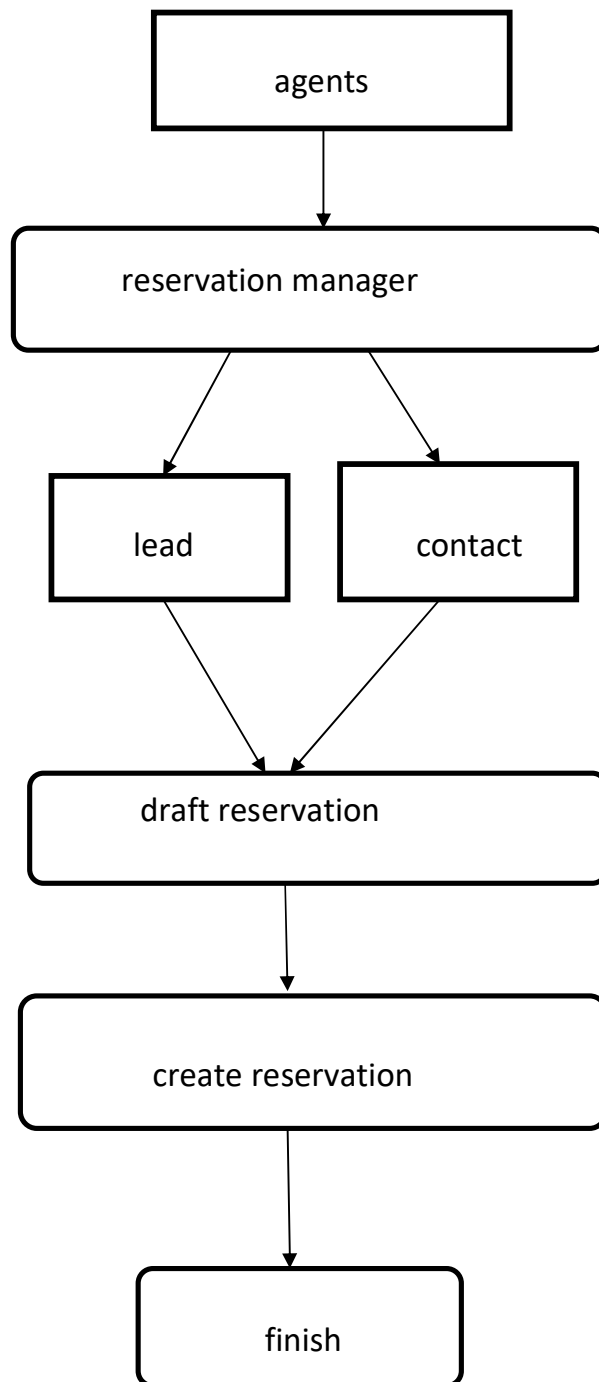 agents
reservation manager
lead
contact
draft reservation
create reservation
finish